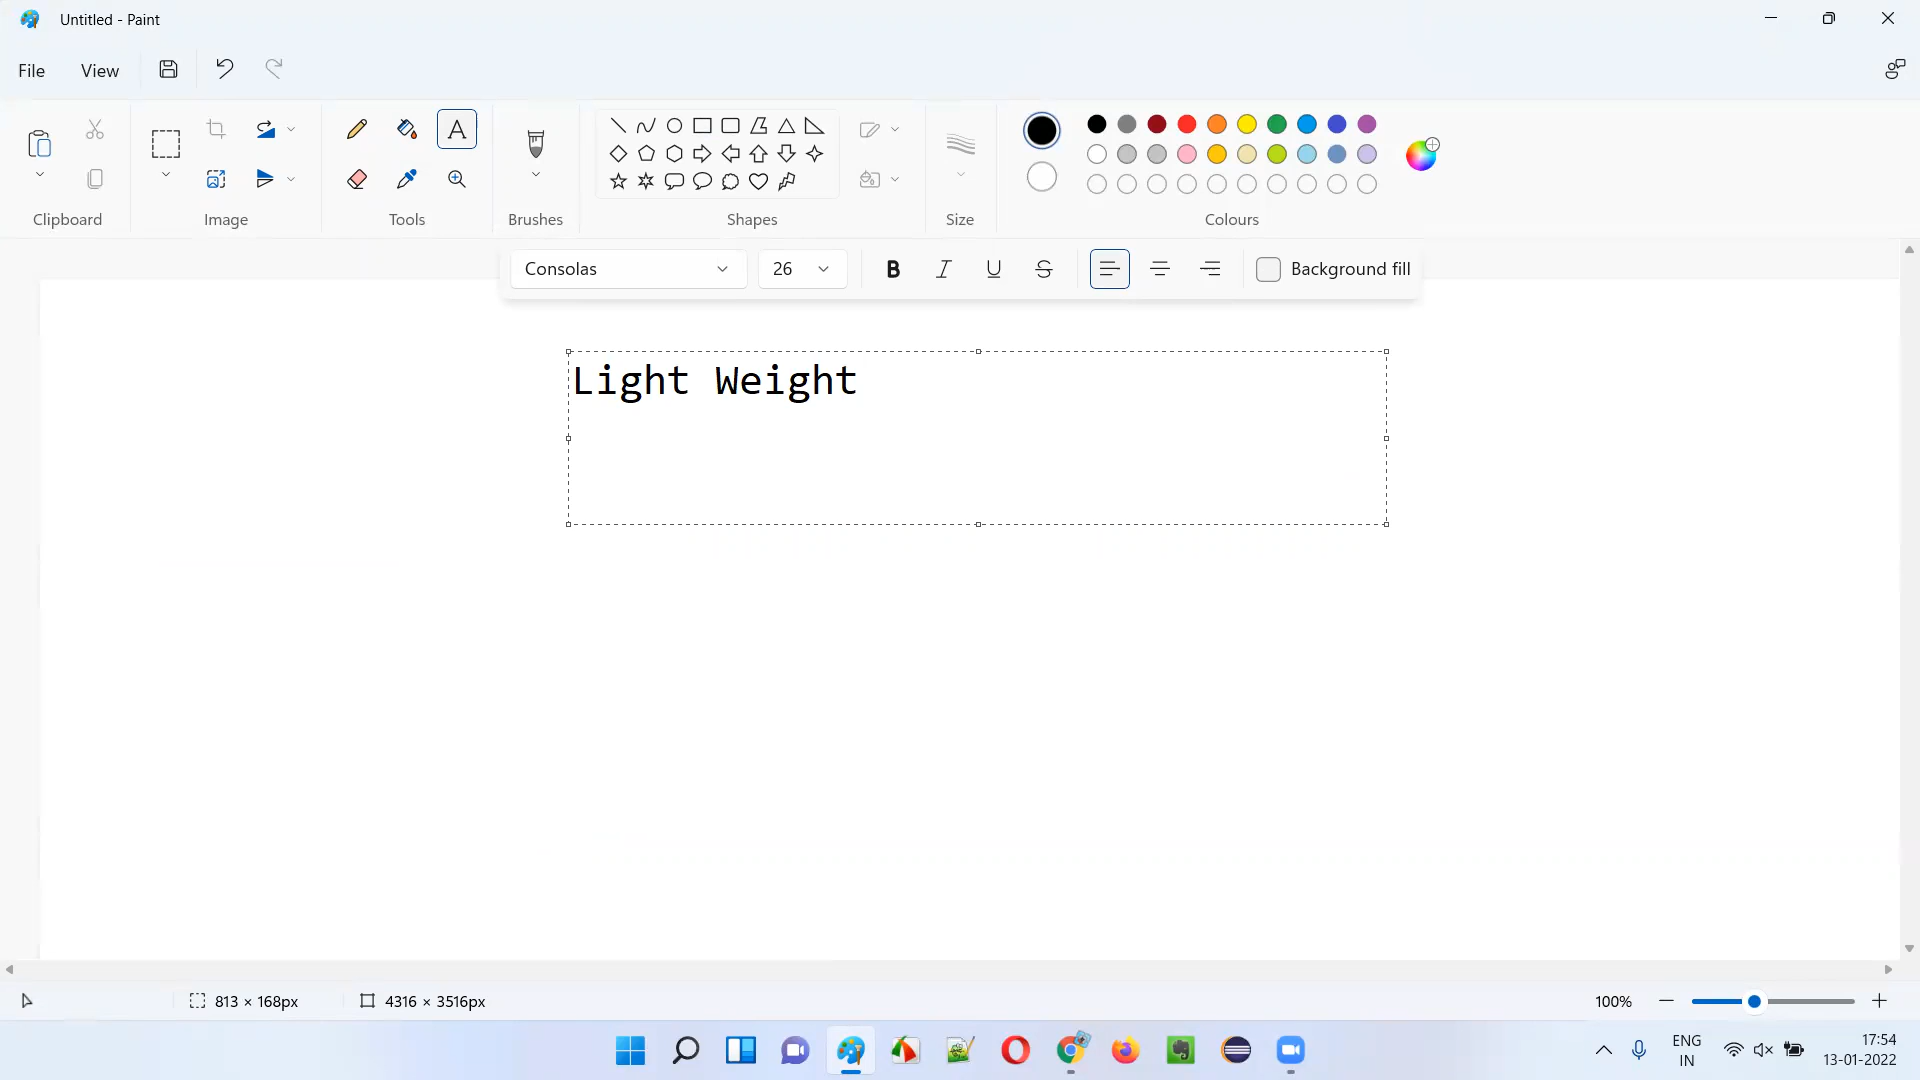 Untitled - Paint
File View
Clipboard Image Tools Brushes Shapes Size Colours
Consolas 26 B I U S Background fill
Light Weight
813 × 168px 4316 × 3516px 100%
ENG 17:54
IN 13-01-2022